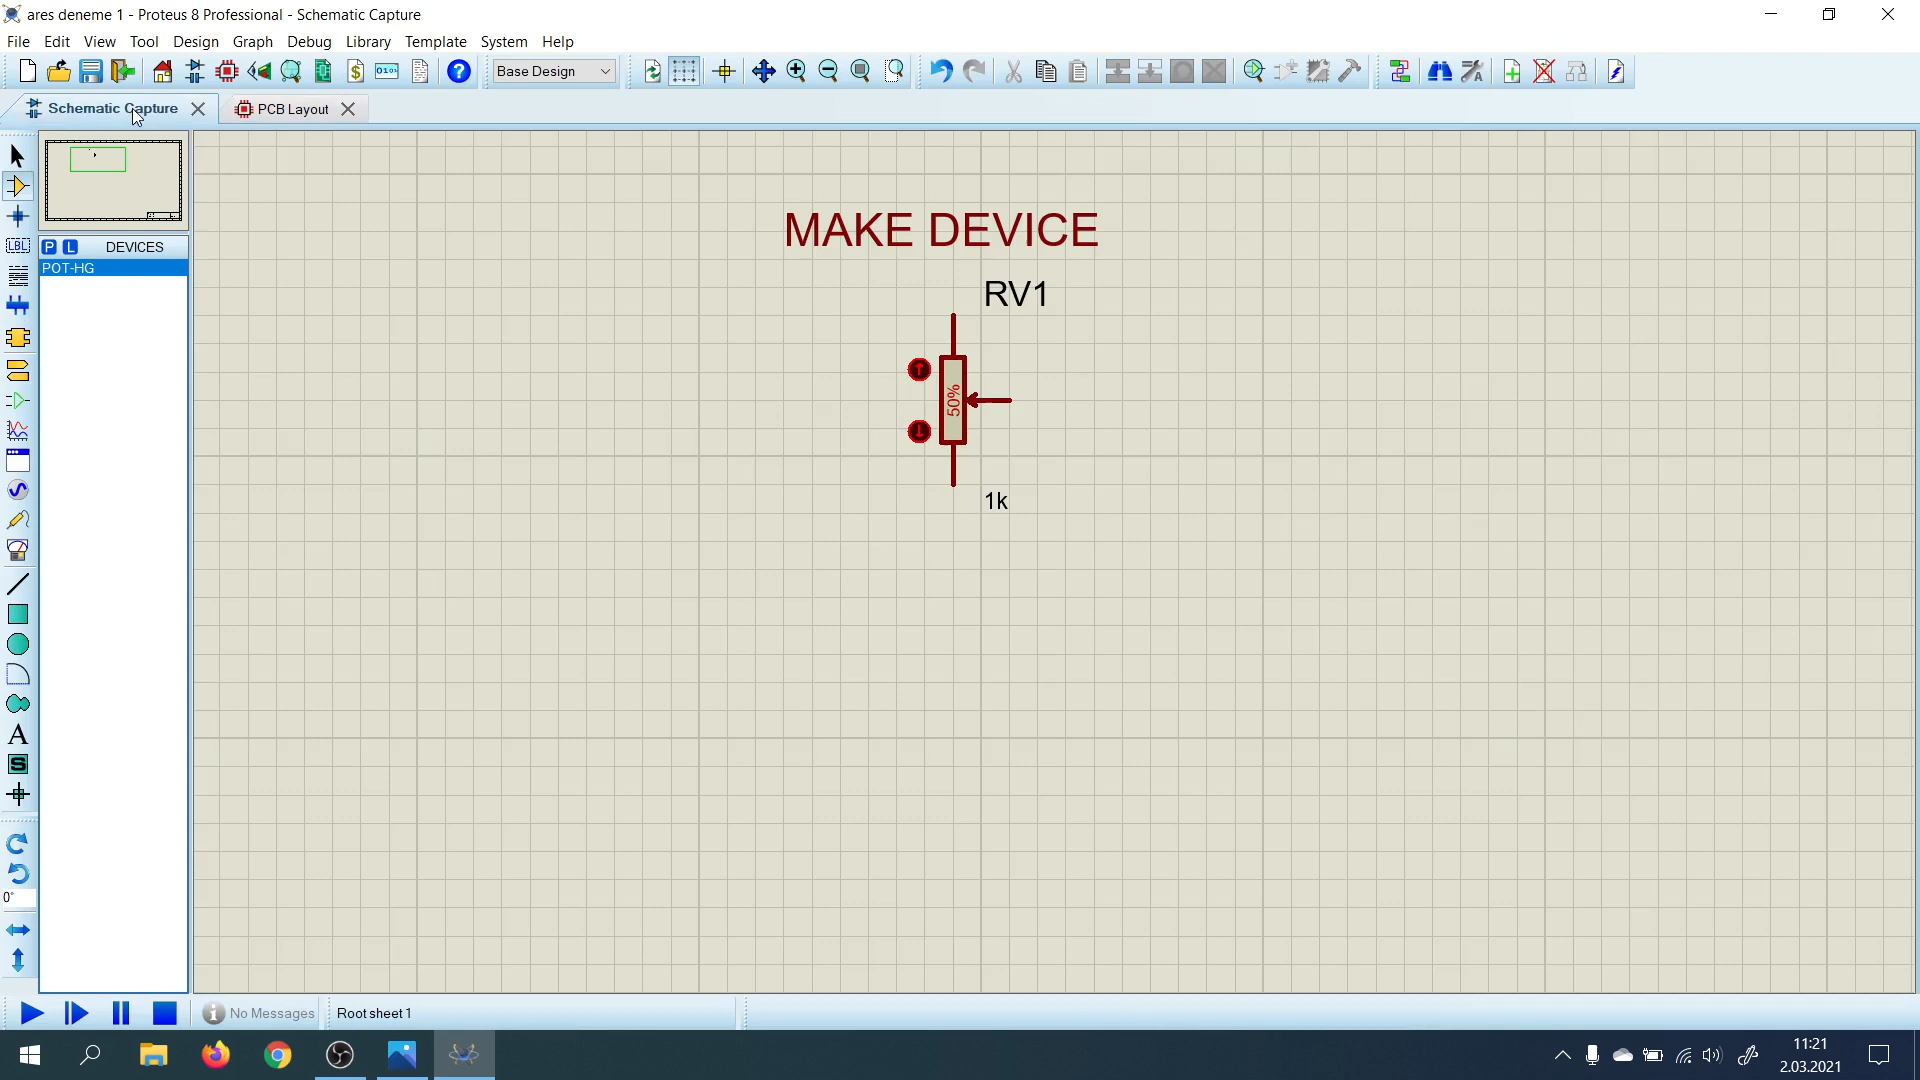 ares deneme 1 - Proteus 8 Professional - Schematic Capture
File Edit View Tool Design Graph Debug Library Template System Help
$ 0101 ? Base Design
Schematic Capture PCB Layout
P L DEVICES
POT-HG
LBL
A
S
0°
MAKE DEVICE
RV1
50%
1k
No Messages Root sheet 1
11:21
2.03.2021